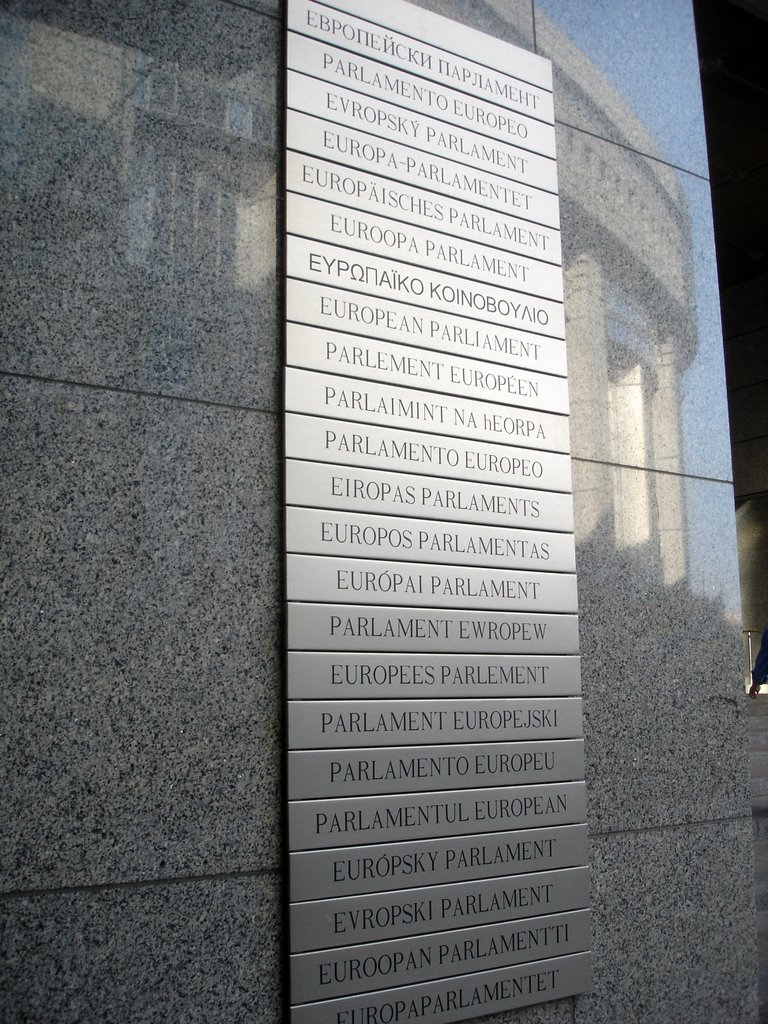 ЕВРОПЕЙСКИ ПАРЛАМЕНТ
PARLAMENTO EUROPEO
EVROPSKÝ PARLAMENT
EUROPA-PARLAMENTET
EUROPÄISCHES PARLAMENT
EUROOPA PARLAMENT
ΕΥΡΩΠΑΪΚΟ ΚΟΙΝΟΒΟΥΛΙΟ
EUROPEAN PARLIAMENT
PARLEMENT EUROPÉEN
PARLAIMINT NA hEORPA
PARLAMENTO EUROPEO
EIROPAS PARLAMENTS
EUROPOS PARLAMENTAS
EURÓPAI PARLAMENT
PARLAMENT EWROPEW
EUROPEES PARLEMENT
PARLAMENT EUROPEJSKI
PARLAMENTO EUROPEU
PARLAMENTUL EUROPEAN
EURÓPSKY PARLAMENT
EVROPSKI PARLAMENT
EUROOPAN PARLAMENTTI
EUROPAPARLAMENTET